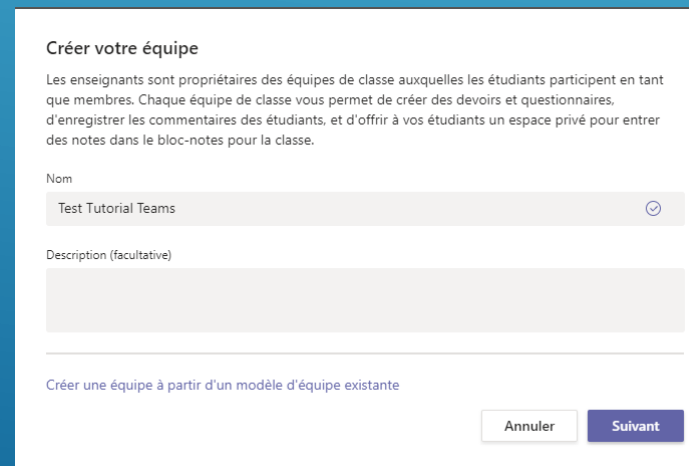 Créer votre équipe
Les enseignants sont propriétaires des équipes de classe auxquelles les étudiants participent en tant
que membres. Chaque équipe de classe vous permet de créer des devoirs et questionnaires,
d'enregistrer les commentaires des étudiants, et d'offrir à vos étudiants un espace privé pour entrer
des notes dans le bloc-notes pour la classe.
Nom
Test Tutorial Teams
Description (facultative)
Créer une équipe à partir d'un modèle d'équipe existante
Annuler Suivant